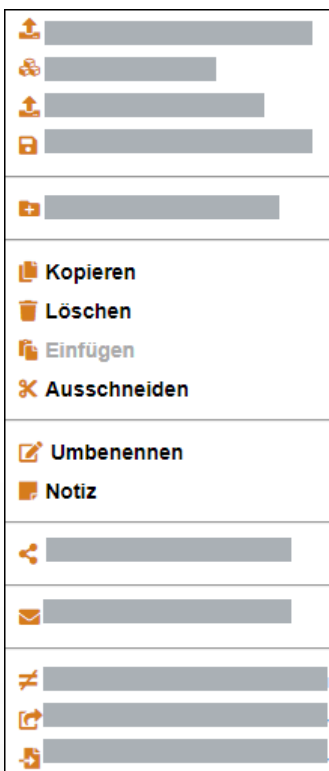 Kopieren
Löschen
Einfügen
Ausschneiden
Umbenennen
Notiz